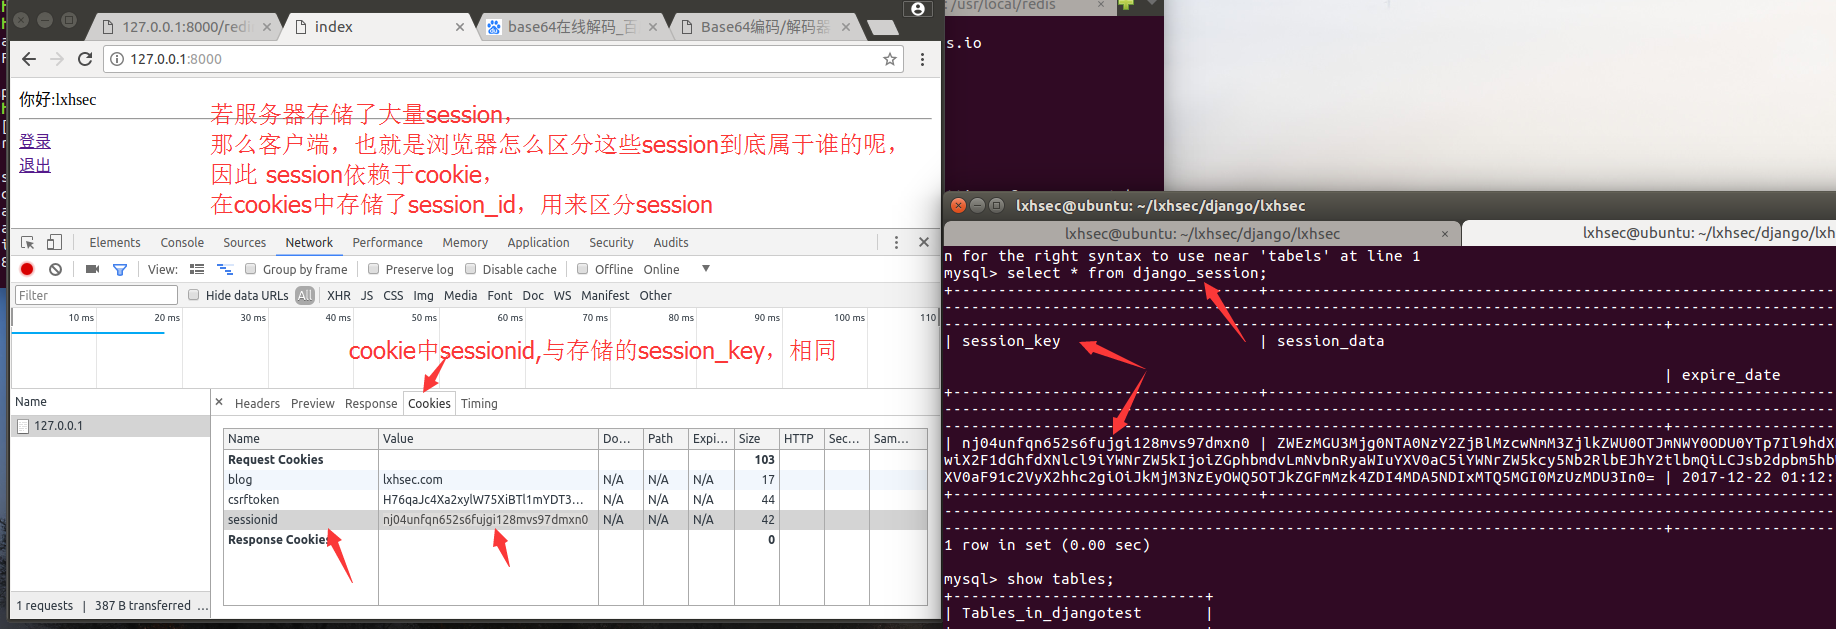 127.0.0.1:8000/redi
index
base64在线解码_百
Base64编码/解码器
127.0.0.1:8000
你好:lxhsec
登录
退出
若服务器存储了大量session，
那么客户端，也就是浏览器怎么区分这些session到底属于谁的呢，
因此 session依赖于cookie，
在cookies中存储了session_id，用来区分session
Elements Console Sources Network Performance Memory Application Security Audits
View: Group by frame Preserve log Disable cache Offline Online
Filter Hide data URLs All XHR JS CSS Img Media Font Doc WS Manifest Other
10 ms 20 ms 30 ms 40 ms 50 ms 60 ms 70 ms 80 ms 90 ms 100 ms 110
cookie中sessionid,与存储的session_key，相同
Name
127.0.0.1
Headers Preview Response Cookies Timing
Name Value Do... Path Expi... Size HTTP Sec... Sam...
Request Cookies 103
blog lxhsec.com N/A N/A N/A 17
csrftoken H76qaJc4Xa2xylW75XiBTl1mYDT3... N/A N/A N/A 44
sessionid nj04unfqn652s6fujgi128mvs97dmxn0 N/A N/A N/A 42
Response Cookies 0
1 requests | 387 B transferred ...
: /usr/local/redis
s.io
lxhsec@ubuntu: ~/lxhsec/django/lxhsec
lxhsec@ubuntu: ~/lxhsec/django/lxhsec
lxhsec@ubuntu: ~/lxhsec/django/lxh
n for the right syntax to use near 'tabels' at line 1
mysql> select * from django_session;
| session_key | session_data
| expire_date
| nj04unfqn652s6fujgi128mvs97dmxn0 | ZWEzMGU3Mjg0NTA0NzY2ZjBlMzcwNmM3ZjlkZWU0OTJmNWY0ODU0YTp7Il9hdX
wiX2F1dGhfdXNlcl9iYWNrZW5kIjoiZGphbmdvLmNvbnRyaWIuYXV0aC5iYWNrZW5kcy5Nb2RlbEJhY2tlbmQiLCJsb2dpbm5hb
XV0aF91c2VyX2hhc2giOiJkMjM3NzEyOWQ5OTJkZGFmMzk4ZDI4MDA5NDIxMTQ5MGI0MzUzMDU3In0= | 2017-12-22 01:12:
1 row in set (0.00 sec)
mysql> show tables;
| Tables_in_djangotest |